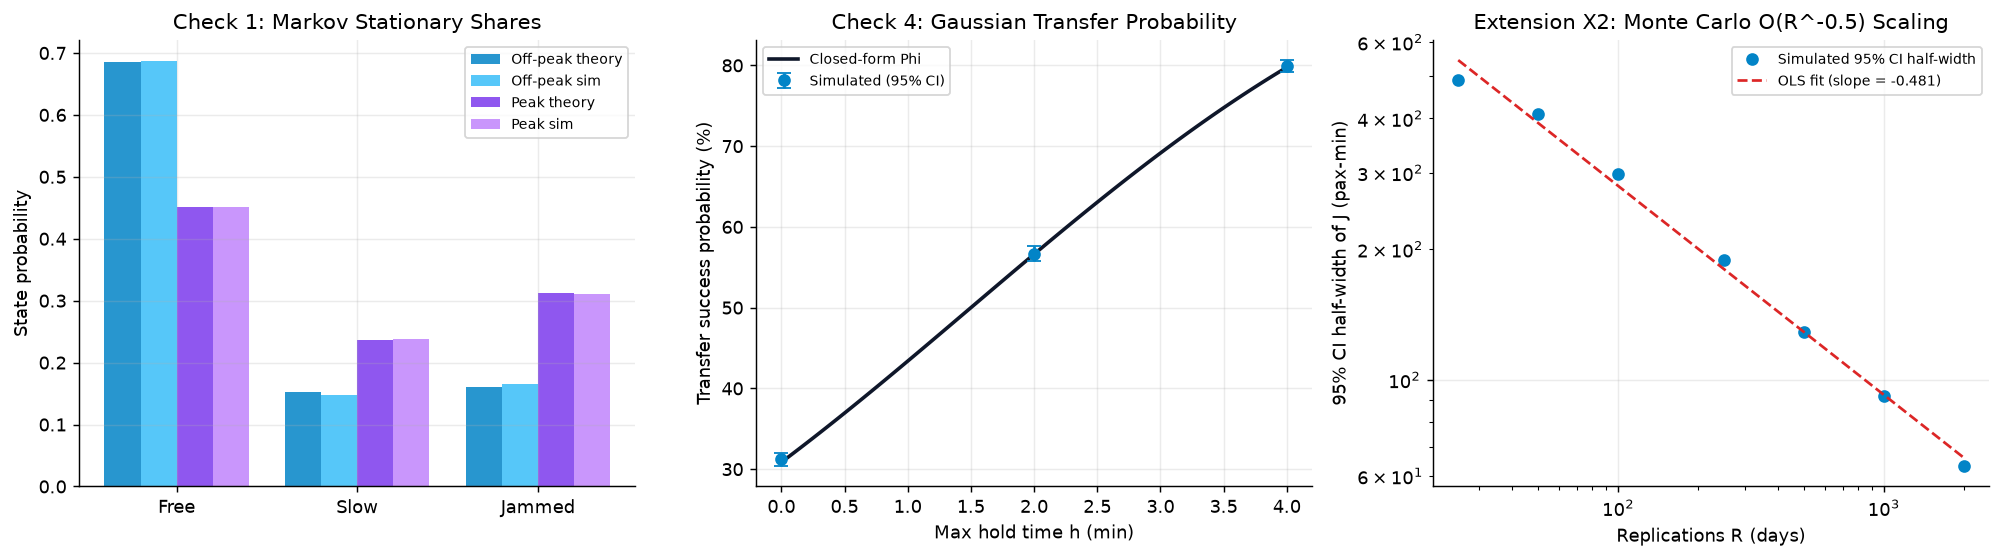 Check 1: Markov Stationary Shares
State probability
0.7
0.6
0.5
0.4
0.3
0.2
0.1
0.0
Off-peak theory
Off-peak sim
Peak theory
Peak sim
Free
Slow
Jammed
Check 4: Gaussian Transfer Probability
Transfer success probability (%)
80
70
60
50
40
30
Closed-form Phi
Simulated (95% CI)
0.0
0.5
1.0
1.5
2.0
2.5
3.0
3.5
4.0
Max hold time h (min)
Extension X2: Monte Carlo O(R^-0.5) Scaling
95% CI half-width of J (pax-min)
6 × 10²
4 × 10²
3 × 10²
2 × 10²
10²
6 × 10¹
Simulated 95% CI half-width
OLS fit (slope = -0.481)
10²
10³
Replications R (days)